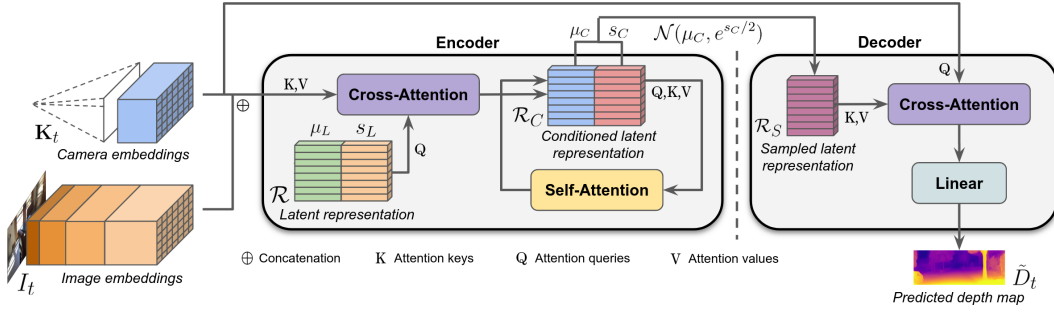 Encoder
μ_C s_C
𝒩(μ_C, e^{s_C/2})
Decoder
K_t
Camera embeddings
⊕
K,V
Cross-Attention
μ_L s_L
Q
ℛ
Latent representation
ℛ_C
Conditioned latent
representation
Q,K,V
Self-Attention
ℛ_S
Sampled latent
representation
K,V
Q
Cross-Attention
Linear
I_t
Image embeddings
⊕ Concatenation
K Attention keys
Q Attention queries
V Attention values
D̃_t
Predicted depth map